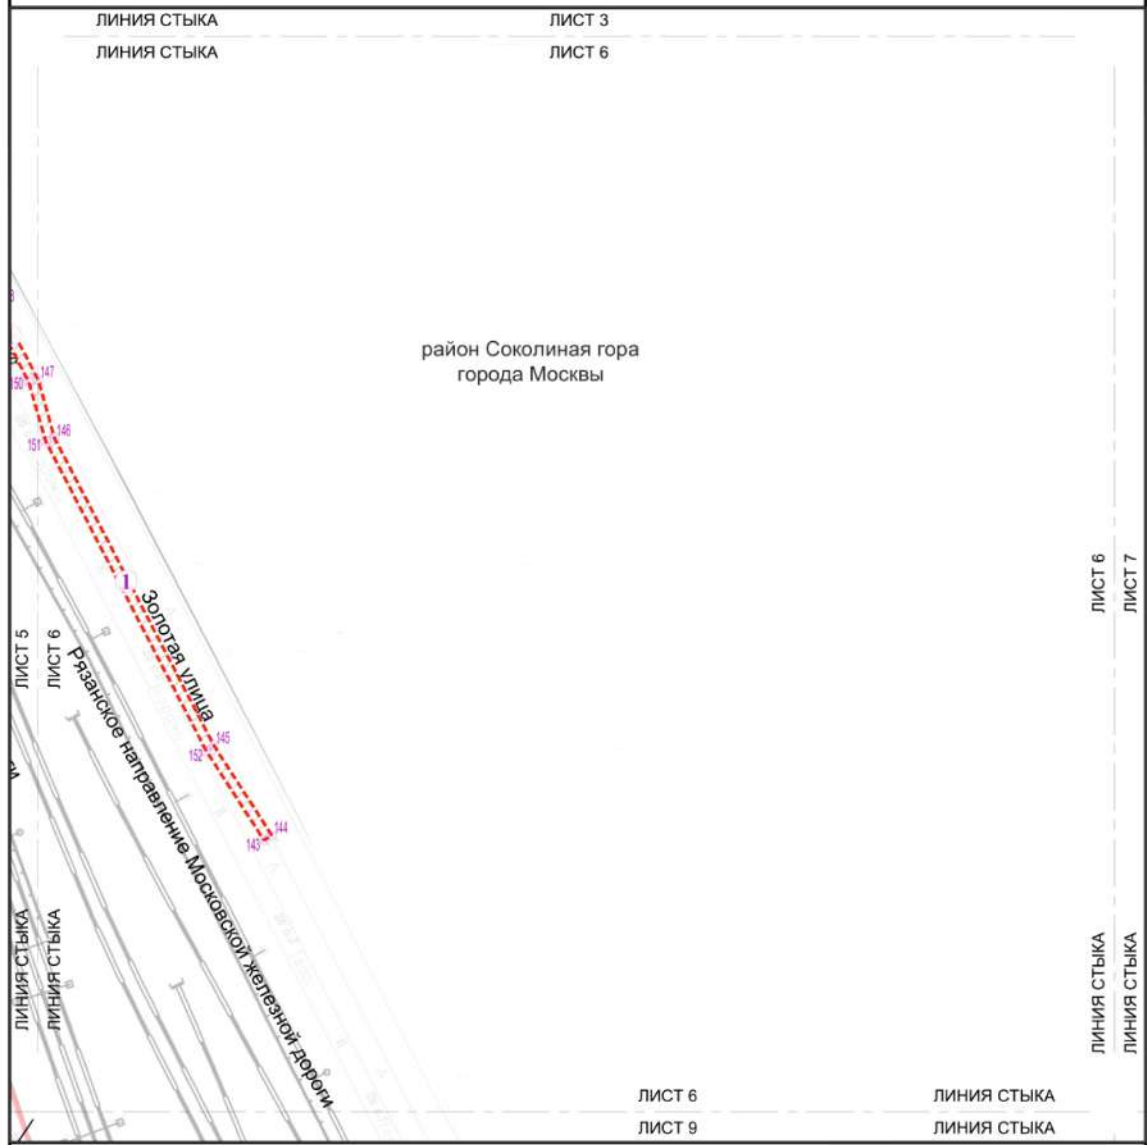 ЛИНИЯ СТЫКА
ЛИСТ 3
ЛИНИЯ СТЫКА
ЛИСТ 6
район Соколиная гора
города Москвы
147
150
146
151
1
Золотая улица
ЛИСТ 5
ЛИСТ 6
Рязанское направление Московской железной дороги
145
152
144
143
ЛИСТ 6
ЛИСТ 7
ЛИНИЯ СТЫКА
ЛИНИЯ СТЫКА
ЛИНИЯ СТЫКА
ЛИНИЯ СТЫКА
ЛИСТ 6
ЛИНИЯ СТЫКА
ЛИСТ 9
ЛИНИЯ СТЫКА